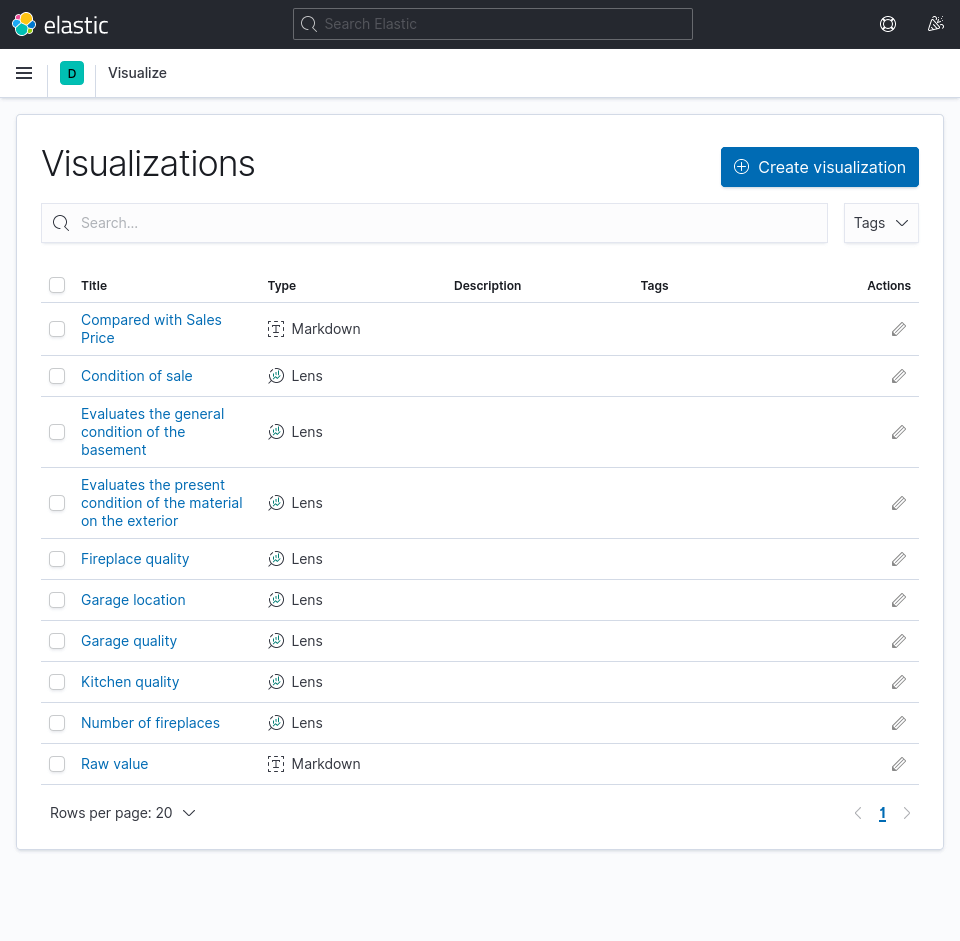 elastic
Search Elastic
D
Visualize
Visualizations
Create visualization
Search...
Tags
Title Type Description Tags Actions
Compared with Sales
Price
Markdown
Condition of sale Lens
Evaluates the general
condition of the
basement
Lens
Evaluates the present
condition of the material
on the exterior
Lens
Fireplace quality Lens
Garage location Lens
Garage quality Lens
Kitchen quality Lens
Number of fireplaces Lens
Raw value Markdown
Rows per page: 20
1